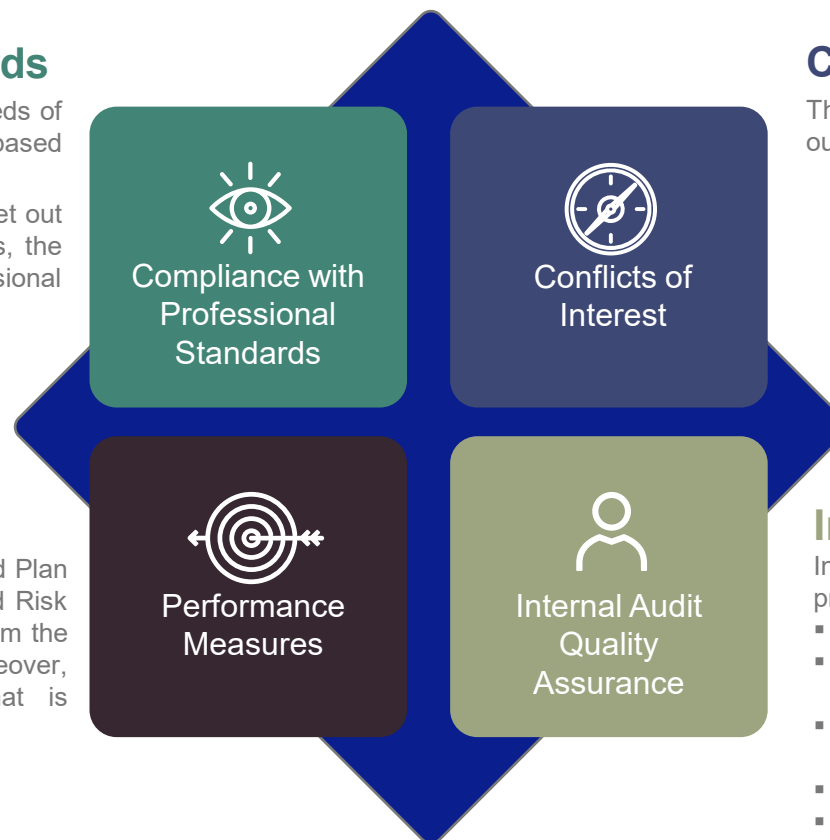 ds
eds of
based
et out
s, the
sional
Compliance with
Professional
Standards
Conflicts of
Interest
C
Th
ou
d Plan
d Risk
m the
eover,
at is
Performance
Measures
Internal Audit
Quality
Assurance
In
pr